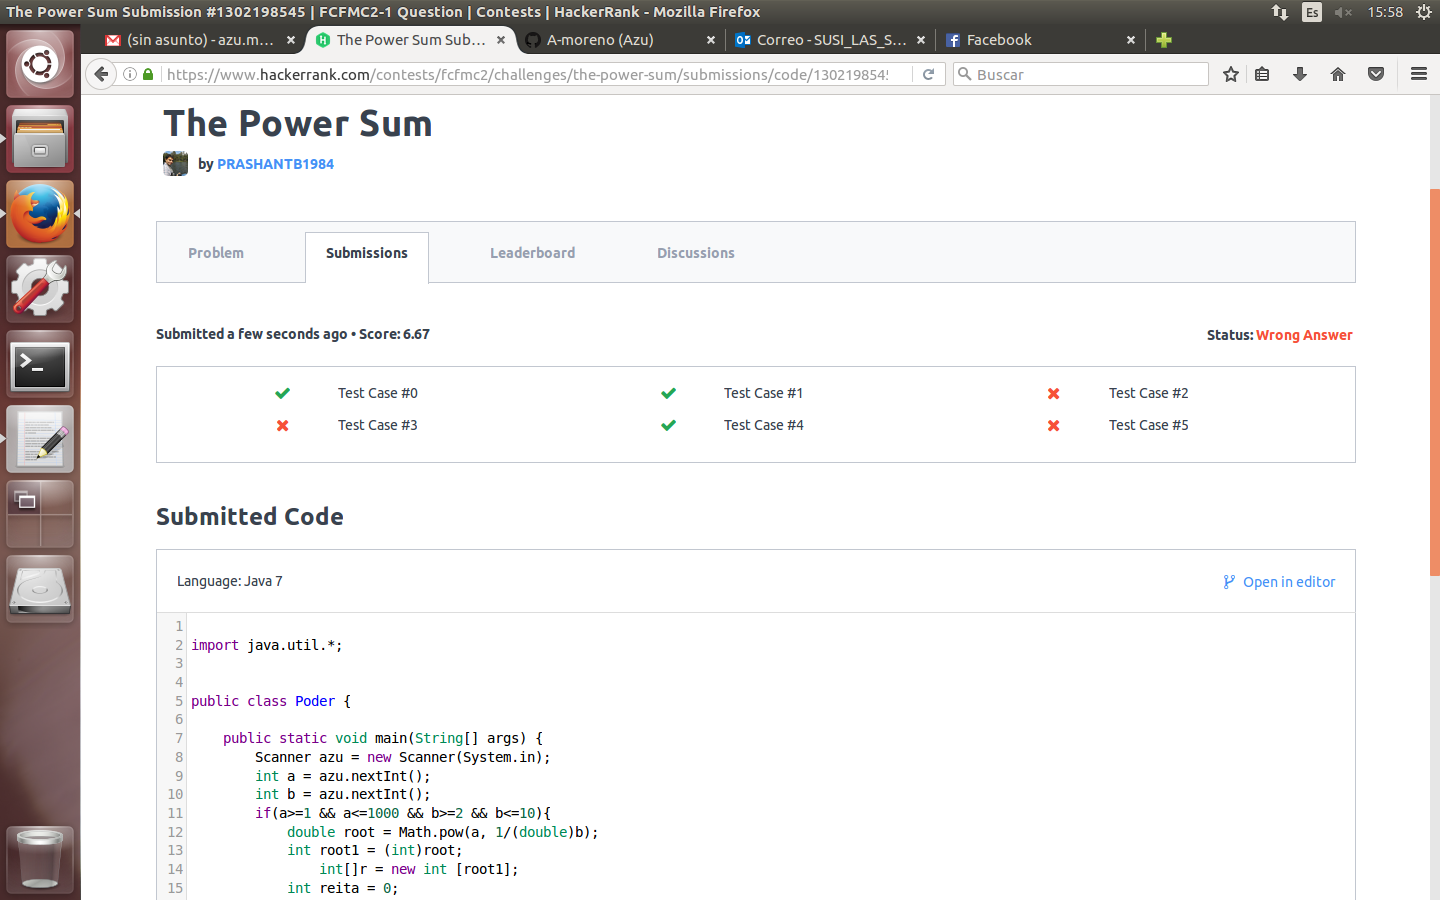 The Power Sum Submission #1302198545 | FCFMC2-1 Question | Contests | HackerRank - Mozilla Firefox
Es
15:58
(sin asunto) - azu.m...
The Power Sum Sub...
A-moreno (Azu)
Correo - SUSI_LAS_S...
Facebook
https://www.hackerrank.com/contests/fcfmc2/challenges/the-power-sum/submissions/code/1302198545
Buscar
The Power Sum
by PRASHANTB1984
Problem
Submissions
Leaderboard
Discussions
Submitted a few seconds ago • Score: 6.67
Status: Wrong Answer
Test Case #0
Test Case #1
Test Case #2
Test Case #3
Test Case #4
Test Case #5
Submitted Code
Language: Java 7
Open in editor
1
2 import java.util.*;
3
4
5 public class Poder {
6
7 public static void main(String[] args) {
8 Scanner azu = new Scanner(System.in);
9 int a = azu.nextInt();
10 int b = azu.nextInt();
11 if(a>=1 && a<=1000 && b>=2 && b<=10){
12 double root = Math.pow(a, 1/(double)b);
13 int root1 = (int)root;
14 int[]r = new int [root1];
15 int reita = 0;